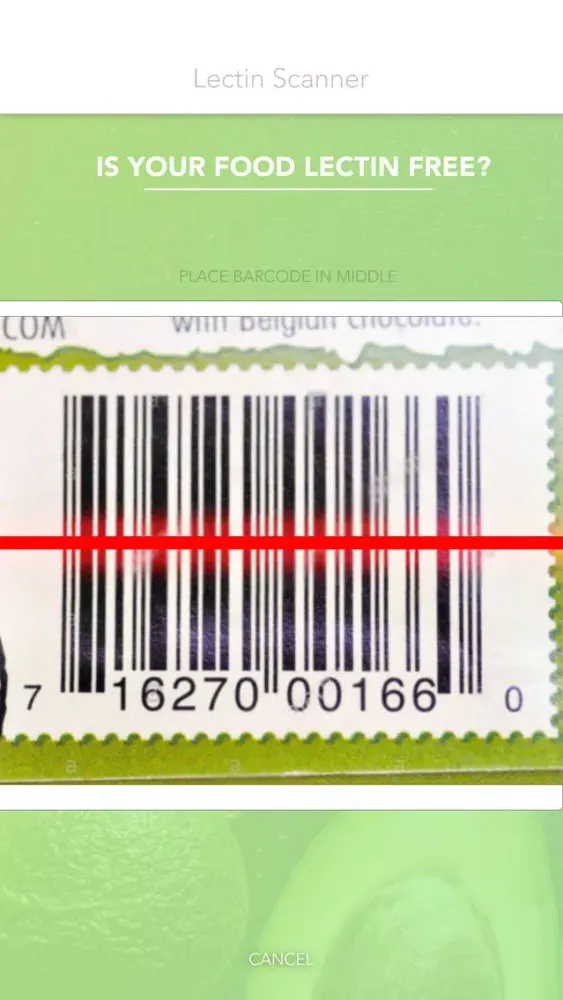 Lectin Scanner
IS YOUR FOOD LECTIN FREE?
PLACE BARCODE IN MIDDLE
.COM
with Belgian chocolate.
7 16270 00166 0
a
a
a
CANCEL